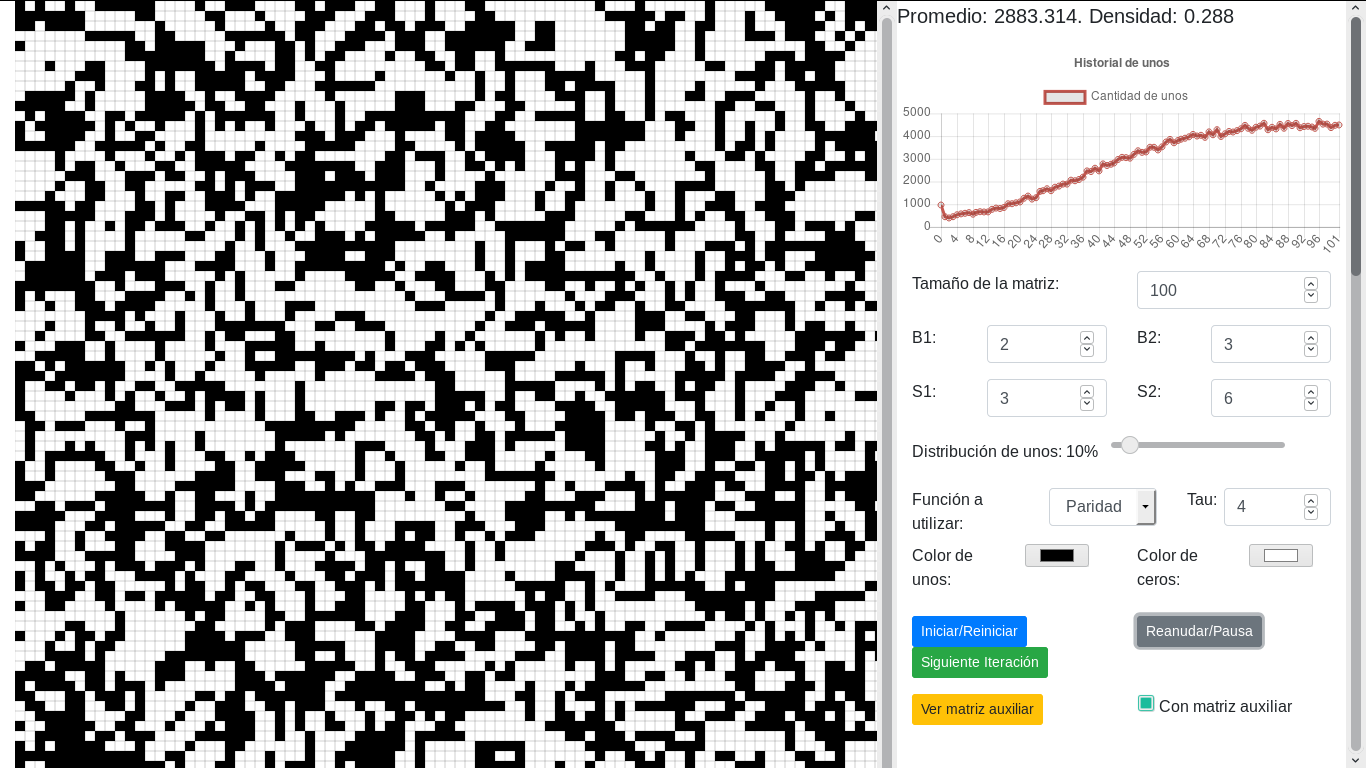 Promedio: 2883.314. Densidad: 0.288
Historial de unos
Cantidad de unos
5000
4000
3000
2000
1000
0
0 4 8 12 16 20 24 28 32 36 40 44 48 52 56 60 64 68 72 76 80 84 88 92 96 101
Tamaño de la matriz: 100
B1: 2 B2: 3
S1: 3 S2: 6
Distribución de unos: 10%
Función a utilizar: Paridad Tau: 4
Color de unos: Color de ceros:
Iniciar/Reiniciar Reanudar/Pausa
Siguiente Iteración
Ver matriz auxiliar Con matriz auxiliar